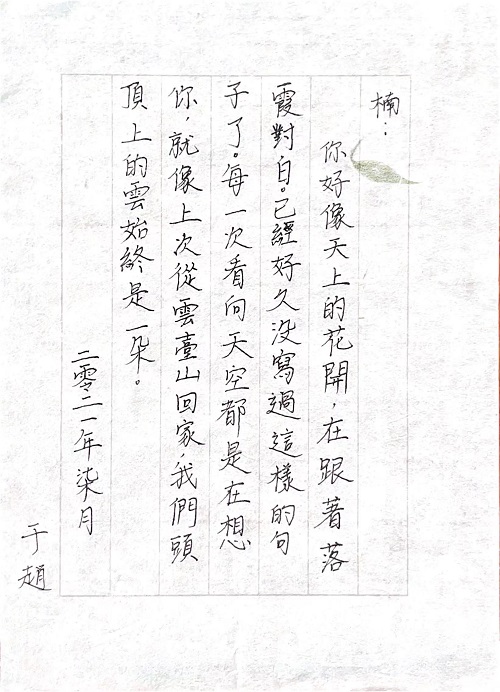 楠：
你好像天上的花開，在跟著落
霞對白。已經好久没寫過這樣的句
子了。每一次看向天空都是在想
你，就像上次從雲臺山回家，我們頭
頂上的雲始終是一朵。
二零二一年柒月
于趙